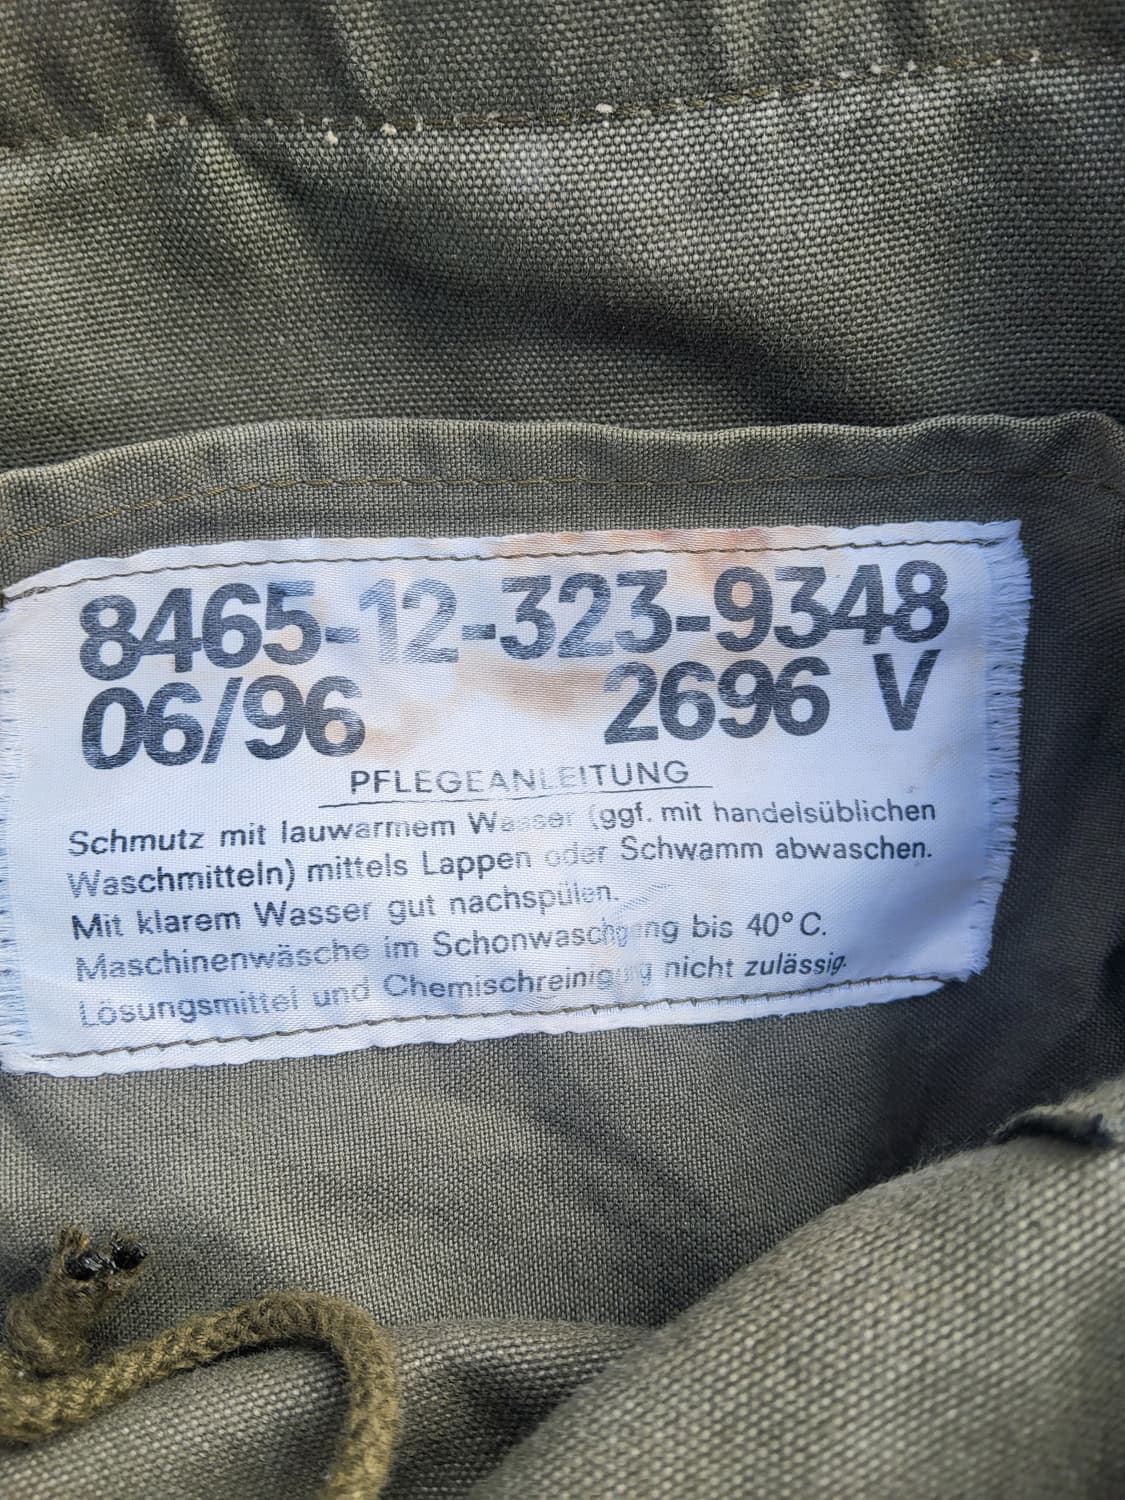 8465-12-323-9348
06/96 2696 V
PFLEGEANLEITUNG
Schmutz mit lauwarmem Wasser (ggf. mit handelsüblichen
Waschmitteln) mittels Lappen oder Schwamm abwaschen.
Mit klarem Wasser gut nachspülen.
Maschinenwäsche im Schonwaschgang bis 40° C.
Lösungsmittel und Chemischreinigung nicht zulässig.